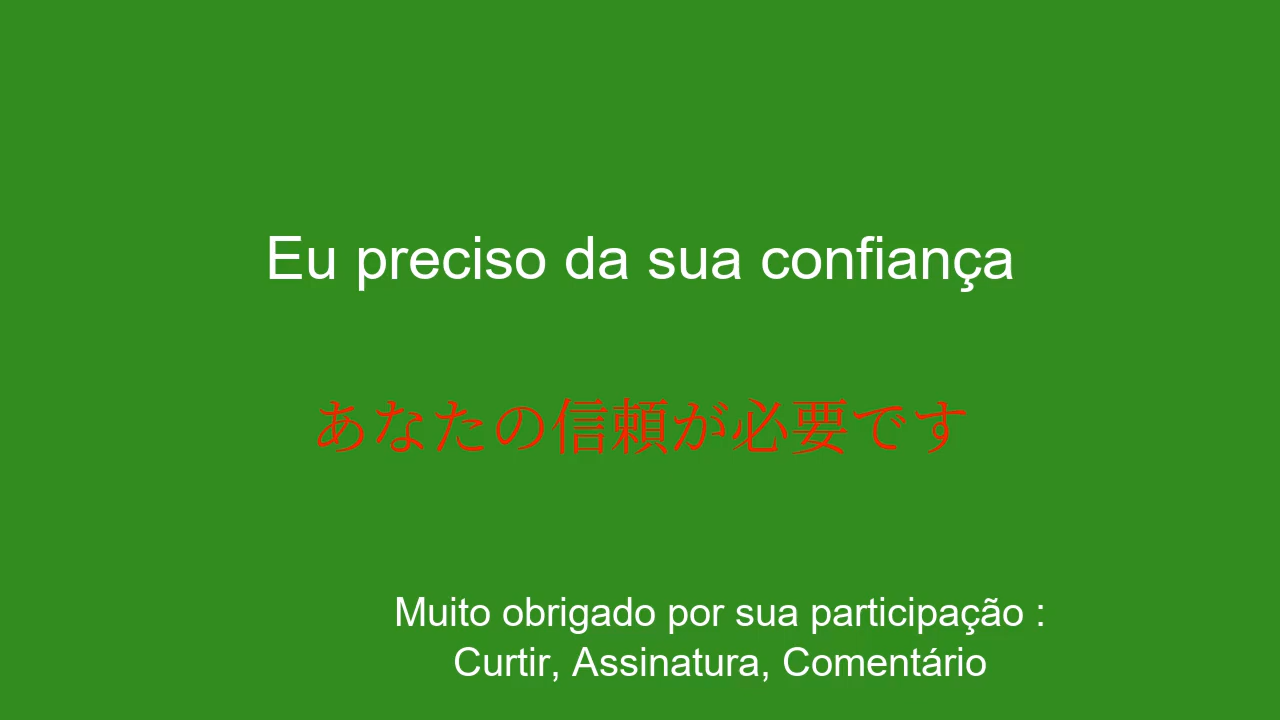 Eu preciso da sua confiança
あなたの信頼が必要です
Muito obrigado por sua participação :
Curtir, Assinatura, Comentário